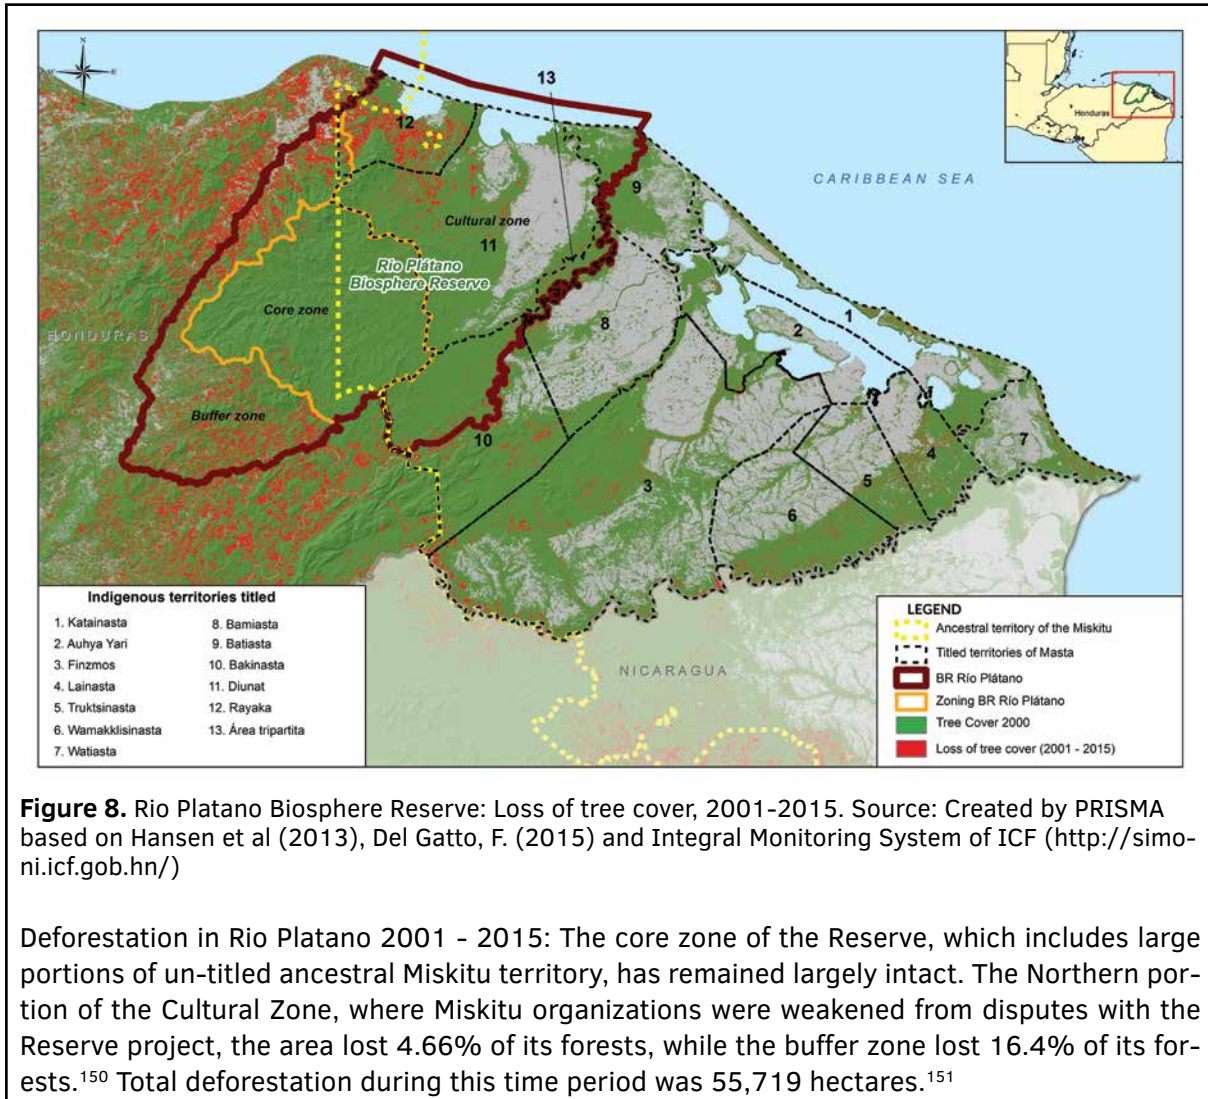 N
W
E
S
13
12
9
CARIBBEAN SEA
Honduras
Cultural zone
11
Río Plátano
Biosphere Reserve
Core zone
8
1
2
HONDURAS
Buffer zone
10
7
4
3
5
6
NICARAGUA
Indigenous territories titled
1. Katainasta
2. Auhya Yari
3. Finzmos
4. Lainasta
5. Truktsinasta
6. Wamakklisinasta
7. Watiasta
8. Bamiasta
9. Batiasta
10. Bakinasta
11. Diunat
12. Rayaka
13. Área tripartita
LEGEND
Ancestral territory of the Miskitu
Titled territories of Masta
BR Río Plátano
Zoning BR Río Plátano
Tree Cover 2000
Loss of tree cover (2001 - 2015)
Figure 8. Rio Platano Biosphere Reserve: Loss of tree cover, 2001-2015. Source: Created by PRISMA
based on Hansen et al (2013), Del Gatto, F. (2015) and Integral Monitoring System of ICF (http://simo-
ni.icf.gob.hn/)
Deforestation in Rio Platano 2001 - 2015: The core zone of the Reserve, which includes large
portions of un-titled ancestral Miskitu territory, has remained largely intact. The Northern por-
tion of the Cultural Zone, where Miskitu organizations were weakened from disputes with the
Reserve project, the area lost 4.66% of its forests, while the buffer zone lost 16.4% of its for-
ests.150 Total deforestation during this time period was 55,719 hectares.151